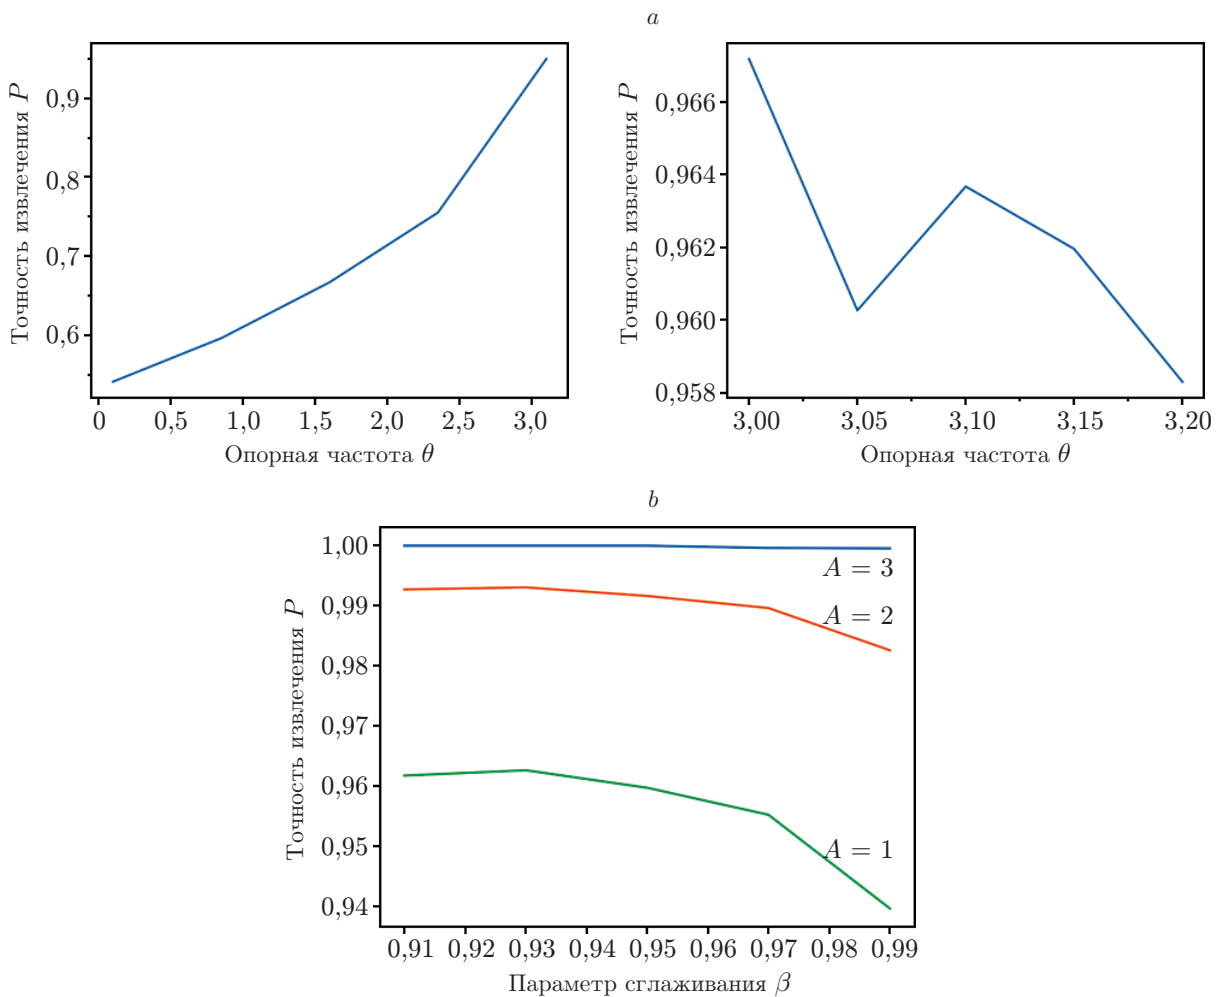 a
Точность извлечения P
0,9
0,8
0,7
0,6
0 0,5 1,0 1,5 2,0 2,5 3,0
Опорная частота θ
Точность извлечения P
0,966
0,964
0,962
0,960
0,958
3,00 3,05 3,10 3,15 3,20
Опорная частота θ
b
Точность извлечения P
1,00
0,99
0,98
0,97
0,96
0,95
0,94
A = 3
A = 2
A = 1
0,91 0,92 0,93 0,94 0,95 0,96 0,97 0,98 0,99
Параметр сглаживания β